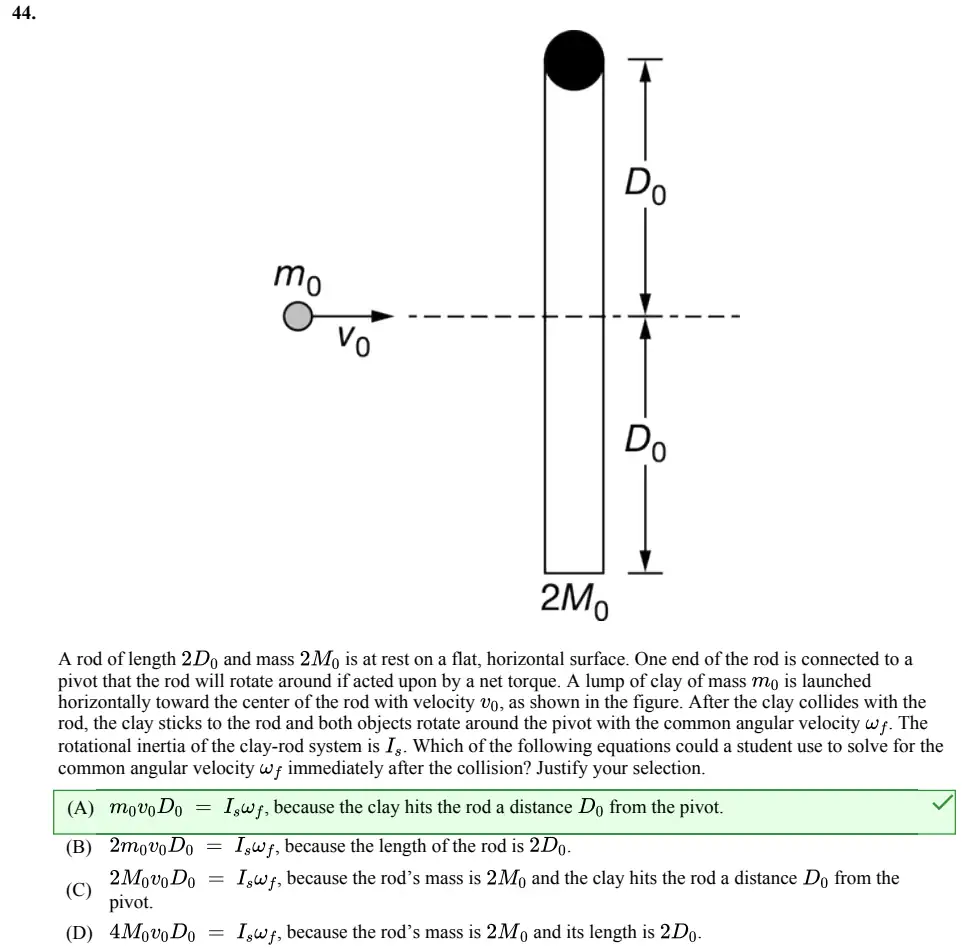 44.
D₀
m₀
v₀
D₀
2M₀
A rod of length 2D₀ and mass 2M₀ is at rest on a flat, horizontal surface. One end of the rod is connected to a
pivot that the rod will rotate around if acted upon by a net torque. A lump of clay of mass m₀ is launched
horizontally toward the center of the rod with velocity v₀, as shown in the figure. After the clay collides with the
rod, the clay sticks to the rod and both objects rotate around the pivot with the common angular velocity ω_f. The
rotational inertia of the clay-rod system is I_s. Which of the following equations could a student use to solve for the
common angular velocity ω_f immediately after the collision? Justify your selection.
(A) m₀v₀D₀ = I_sω_f, because the clay hits the rod a distance D₀ from the pivot.
(B) 2m₀v₀D₀ = I_sω_f, because the length of the rod is 2D₀.
(C) 2M₀v₀D₀ = I_sω_f, because the rod's mass is 2M₀ and the clay hits the rod a distance D₀ from the
pivot.
(D) 4M₀v₀D₀ = I_sω_f, because the rod's mass is 2M₀ and its length is 2D₀.